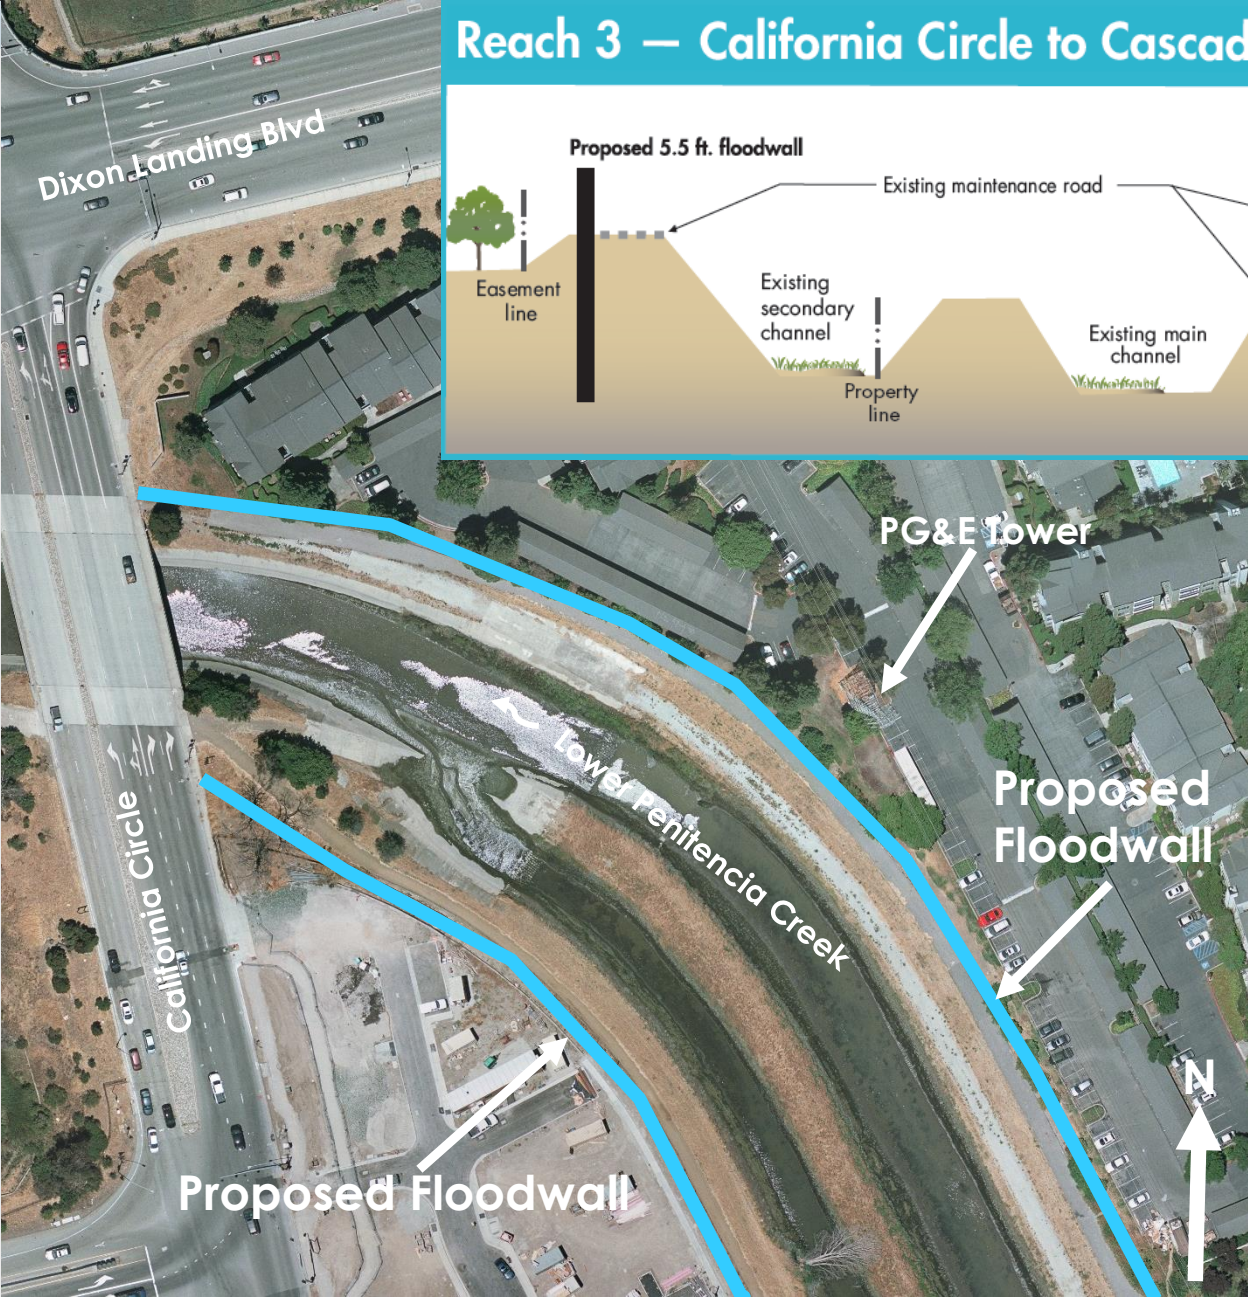 Reach 3 — California Circle to Cascad
Proposed 5.5 ft. floodwall
Existing maintenance road
Easement
line
Existing
secondary
channel
Property
line
Existing main
channel
Dixon Landing Blvd
PG&E Tower
Lower Penitencia Creek
Proposed
Floodwall
California Circle
N
Proposed Floodwall